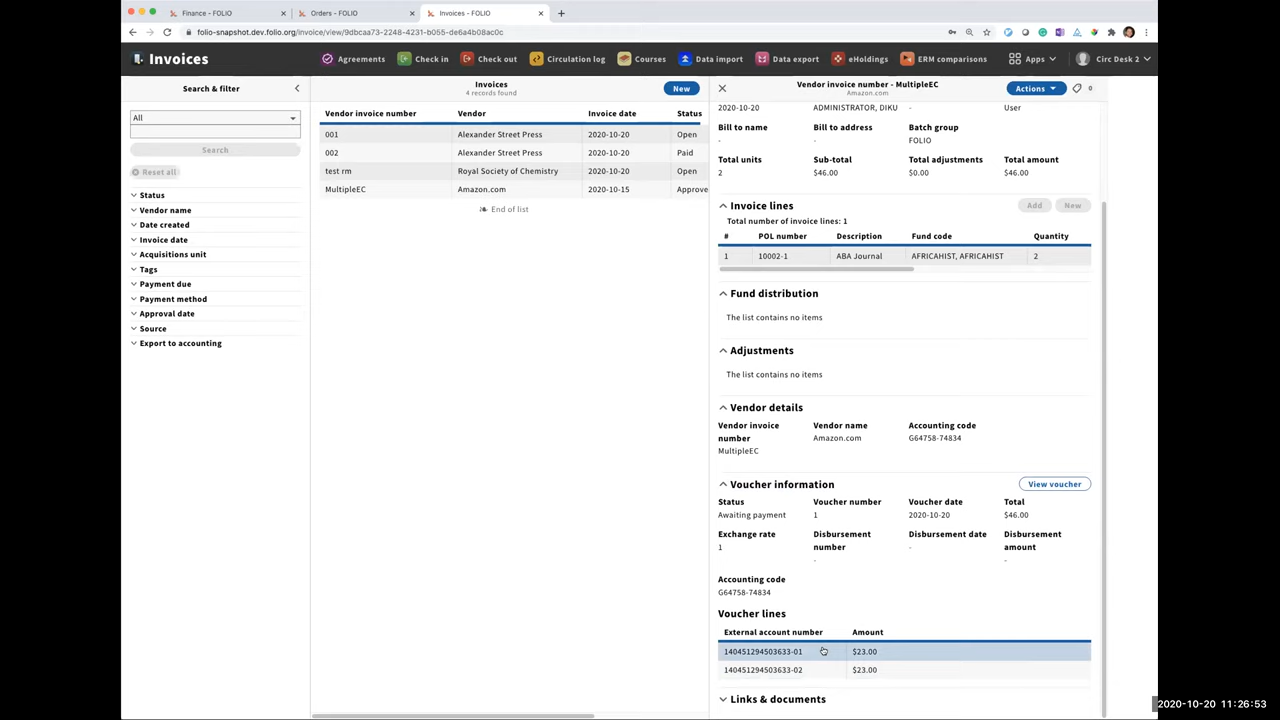 Finance - FOLIO
Orders - FOLIO
Invoices - FOLIO
folio-snapshot.dev.folio.org/invoice/view/9dbcaa73-2248-4231-b055-de6a4b08ac0c
Invoices
Agreements
Check in
Check out
Circulation log
Courses
Data import
Data export
eHoldings
ERM comparisons
Apps
Circ Desk 2
Search & filter
All
Search
Reset all
Status
Vendor name
Date created
Invoice date
Acquisitions unit
Tags
Payment due
Payment method
Approval date
Source
Export to accounting
Invoices
4 records found
New
Vendor invoice number Vendor Invoice date Status
001 Alexander Street Press 2020-10-20 Open
002 Alexander Street Press 2020-10-20 Paid
test rm Royal Society of Chemistry 2020-10-20 Open
MultipleEC Amazon.com 2020-10-15 Approve
End of list
Vendor invoice number - MultipleEC
Amazon.com
Actions
0
2020-10-20 ADMINISTRATOR, DIKU - User
Bill to name Bill to address Batch group
- - FOLIO
Total units Sub-total Total adjustments Total amount
2 $46.00 $0.00 $46.00
Invoice lines
Add
New
Total number of invoice lines: 1
# POL number Description Fund code Quantity
1 10002-1 ABA Journal AFRICAHIST, AFRICAHIST 2
Fund distribution
The list contains no items
Adjustments
The list contains no items
Vendor details
Vendor invoice number Vendor name Accounting code
MultipleEC Amazon.com G64758-74834
Voucher information
View voucher
Status Voucher number Voucher date Total
Awaiting payment 1 2020-10-20 $46.00
Exchange rate Disbursement number Disbursement date Disbursement amount
1 - - -
Accounting code
G64758-74834
Voucher lines
External account number Amount
140451294503633-01 $23.00
140451294503633-02 $23.00
Links & documents
2020-10-20 11:26:53